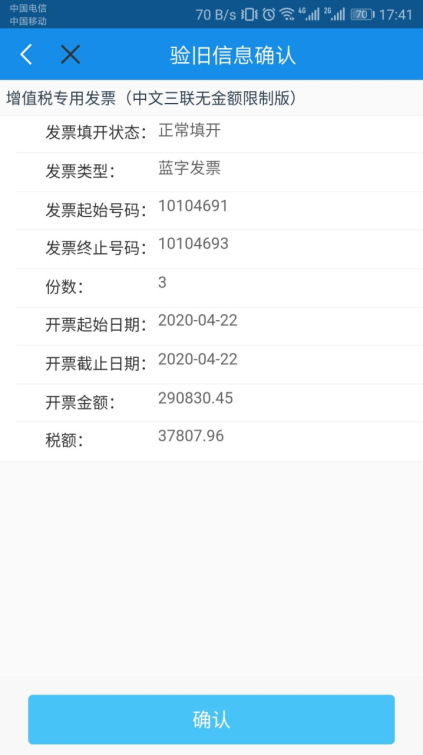 中国电信
中国移动
70 B/s 4G 2G 70 17:41
验旧信息确认
增值税专用发票（中文三联无金额限制版）
发票填开状态： 正常填开
发票类型： 蓝字发票
发票起始号码： 10104691
发票终止号码： 10104693
份数： 3
开票起始日期： 2020-04-22
开票截止日期： 2020-04-22
开票金额： 290830.45
税额： 37807.96
确认